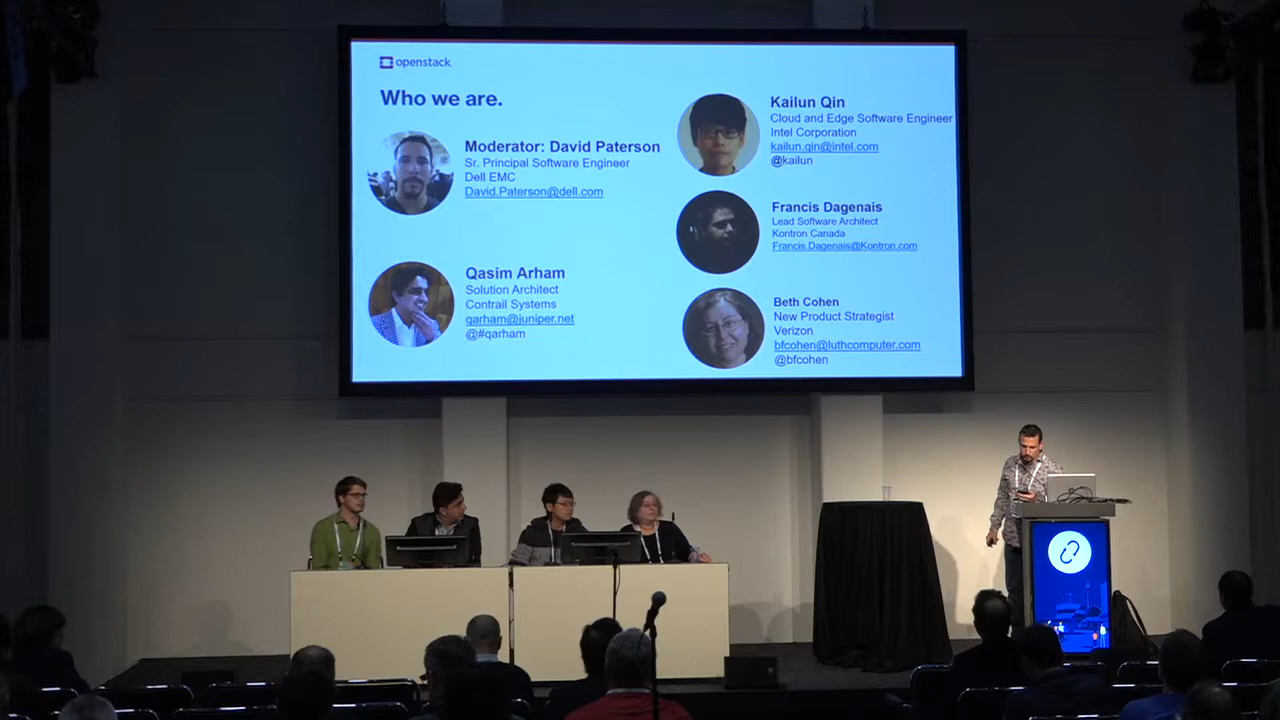 openstack.
Who we are.
Moderator: David Paterson
Sr. Principal Software Engineer
Dell EMC
David.Paterson@dell.com
Qasim Arham
Solution Architect
Contrail Systems
qarham@juniper.net
@#qarham
Kailun Qin
Cloud and Edge Software Engineer
Intel Corporation
kailun.qin@intel.com
@kailun
Francis Dagenais
Lead Software Architect
Kontron Canada
Francis.Dagenais@Kontron.com
Beth Cohen
New Product Strategist
Verizon
bfcohen@luthcomputer.com
@bfcohen